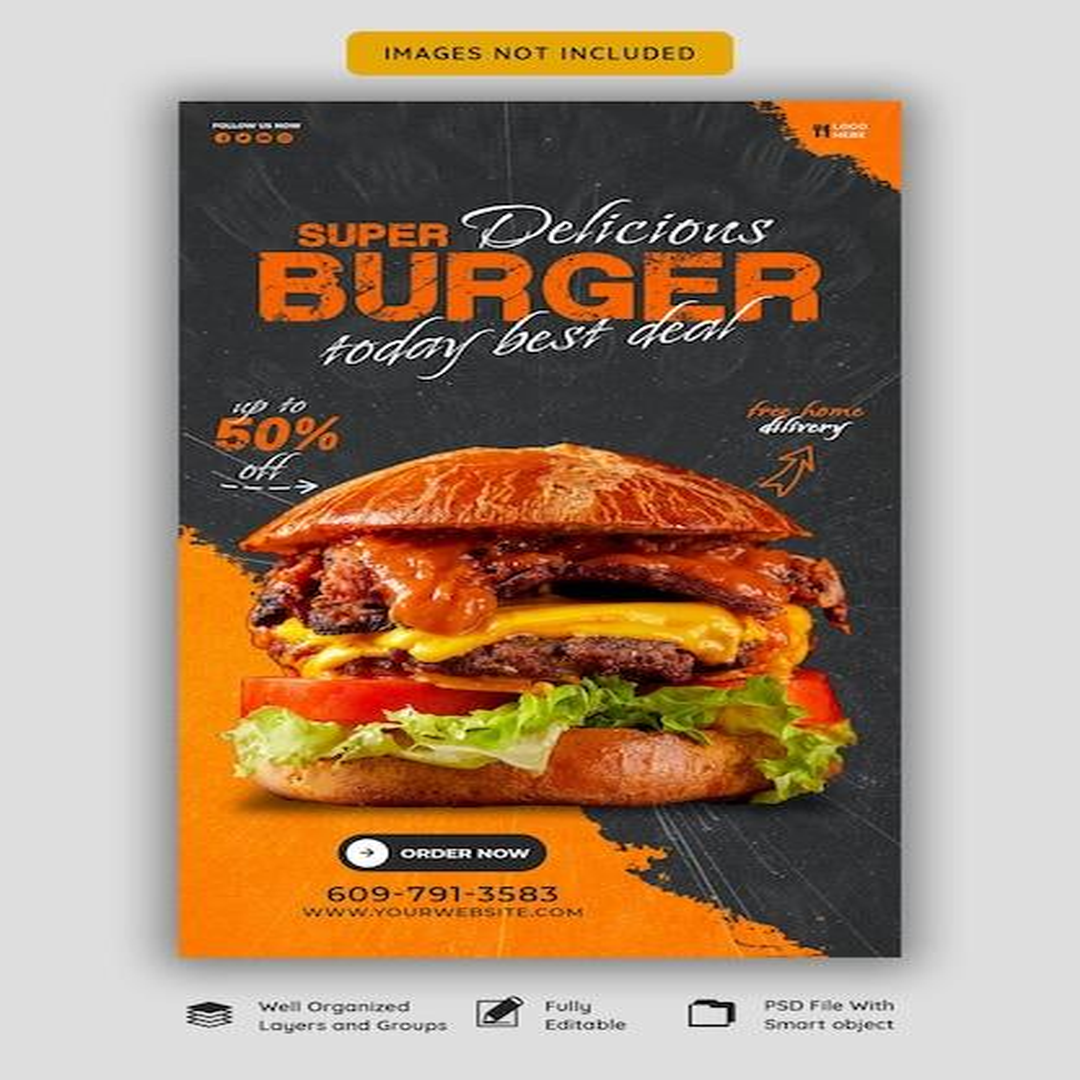 IMAGES NOT INCLUDED
FOLLOW US NOW
LOGO
HERE
SUPER Delicious
BURGER
today best deal
up to
50%
off
free home
dilivery
ORDER NOW
609-791-3583
WWW.YOURWEBSITE.COM
Well Organized
Layers and Groups
Fully
Editable
PSD File With
Smart object